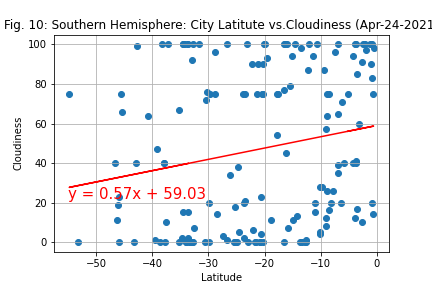 Fig. 10: Southern Hemisphere: City Latitute vs.Cloudiness (Apr-24-2021
100
80
60
40
20
0
Cloudiness
y = 0.57x + 59.03
−50 −40 −30 −20 −10 0
Latitude